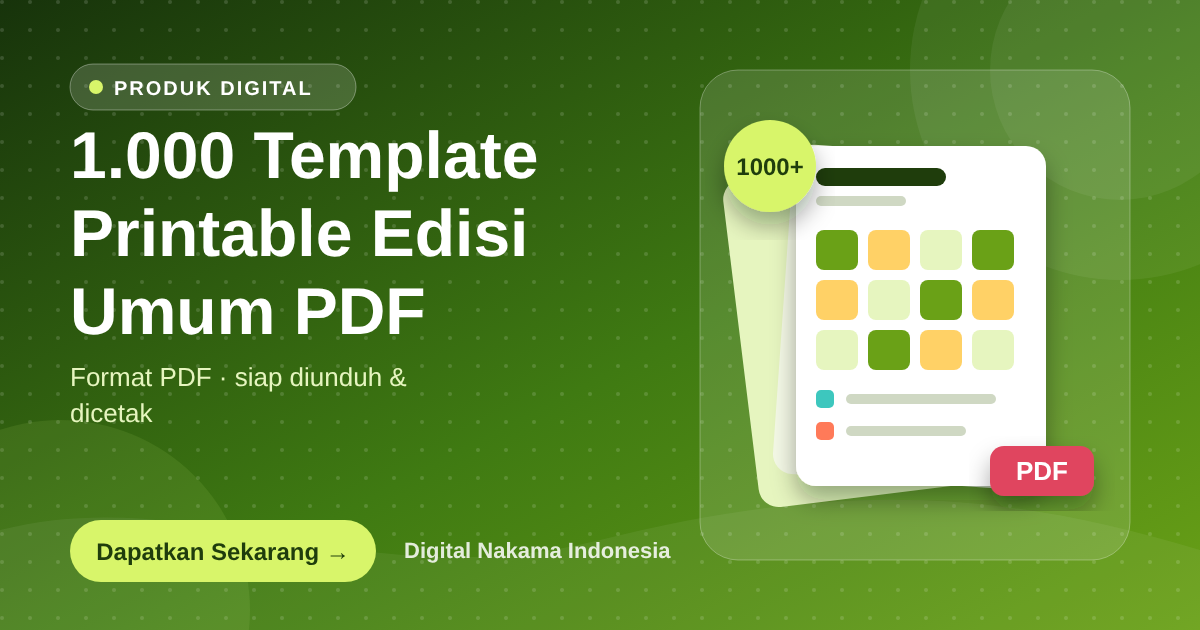 PRODUK DIGITAL
1.000 Template
Printable Edisi
Umum PDF
Format PDF · siap diunduh &
dicetak
Dapatkan Sekarang →
Digital Nakama Indonesia
1000+
PDF